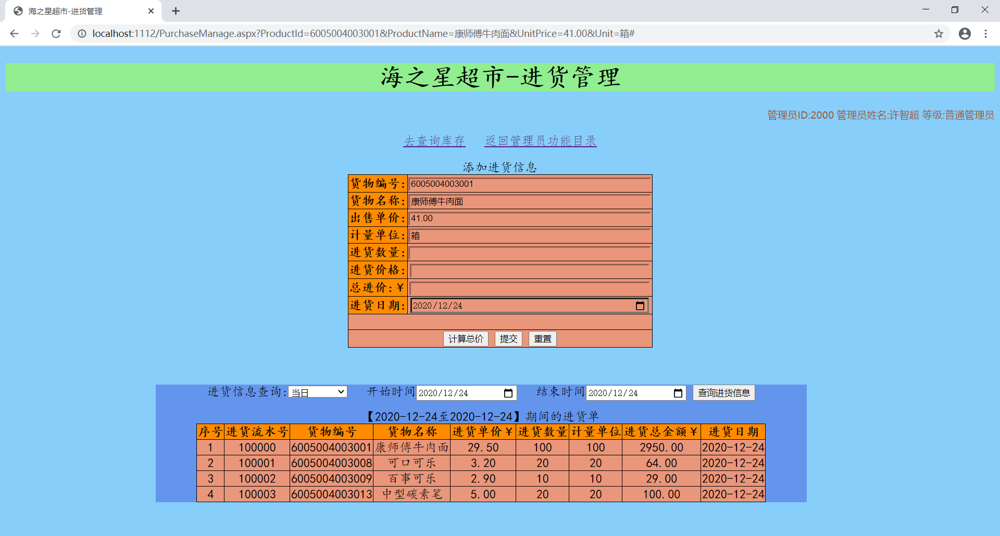 海之星超市-进货管理
localhost:1112/PurchaseManage.aspx?ProductId=6005004003001&ProductName=康师傅牛肉面&UnitPrice=41.00&Unit=箱#
海之星超市-进货管理
管理员ID:2000 管理员姓名:许智超 等级:普通管理员
去查询库存 返回管理员功能目录
添加进货信息
货物编号: 6005004003001
货物名称: 康师傅牛肉面
出售单价: 41.00
计量单位: 箱
进货数量:
进货价格:
总进价:¥
进货日期: 2020/12/24
计算总价 提交 重置
进货信息查询: 当日 开始时间 2020/12/24 结束时间 2020/12/24 查询进货信息
【2020-12-24至2020-12-24】期间的进货单
序号 进货流水号 货物编号 货物名称 进货单价¥ 进货数量 计量单位 进货总金额¥ 进货日期
1 100000 6005004003001 康师傅牛肉面 29.50 100 100 2950.00 2020-12-24
2 100001 6005004003008 可口可乐 3.20 20 20 64.00 2020-12-24
3 100002 6005004003009 百事可乐 2.90 10 10 29.00 2020-12-24
4 100003 6005004003013 中型碳素笔 5.00 20 20 100.00 2020-12-24